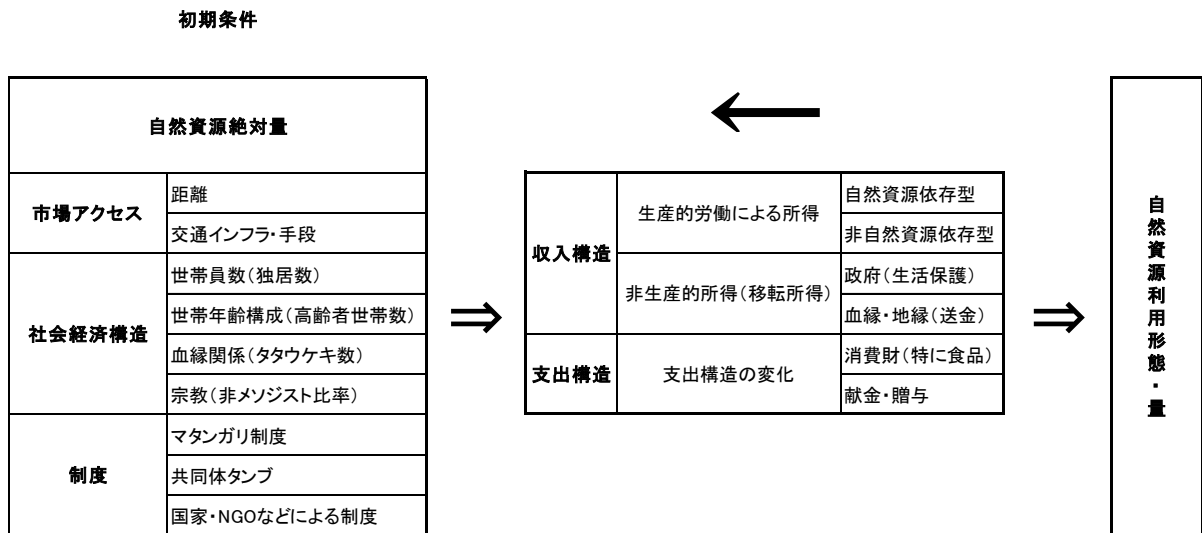 初期条件
自然資源絶対量
市場アクセス
距離
交通インフラ・手段
社会経済構造
世帯員数(独居数)
世帯年齢構成(高齢者世帯数)
血縁関係(タタウケキ数)
宗教(非メソジスト比率)
制度
マタンガリ制度
共同体タンブ
国家・NGOなどによる制度
⇒
←
収入構造
生産的労働による所得
自然資源依存型
非自然資源依存型
非生産的所得(移転所得)
政府(生活保護)
血縁・地縁(送金)
支出構造
支出構造の変化
消費財(特に食品)
献金・贈与
⇒
自然資源利用形態・量